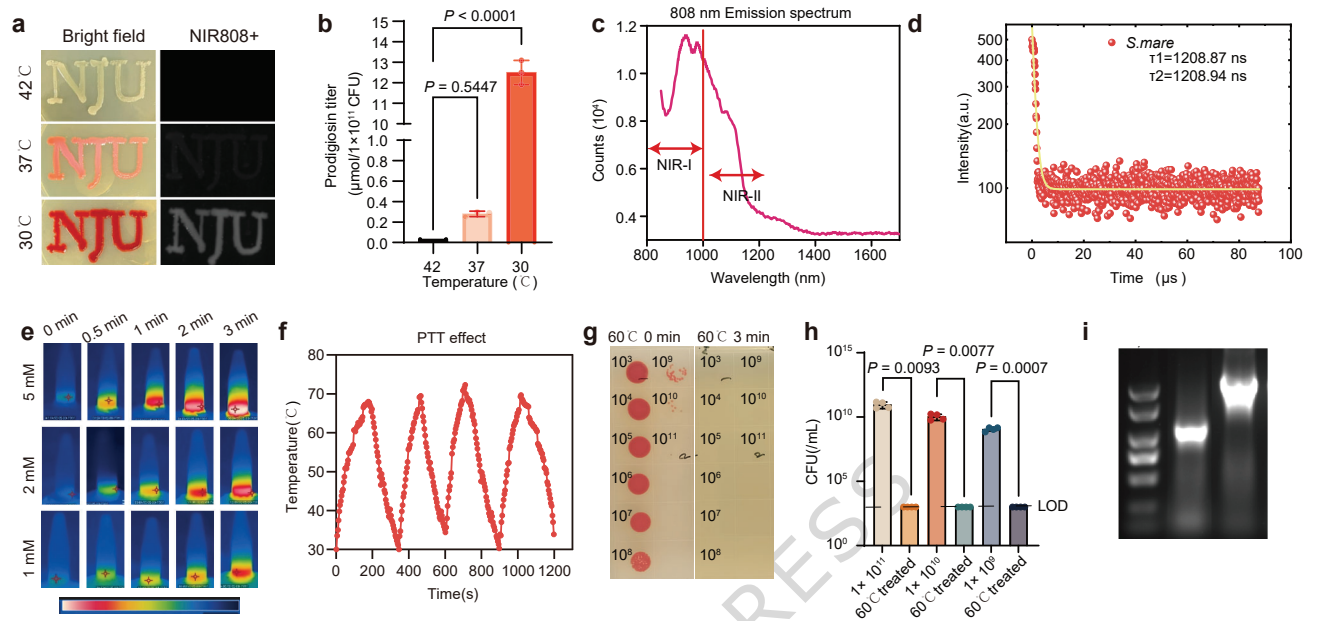 a
Bright field NIR808+
42℃
NJU
37℃
NJU NJU
30℃
NJU NJU
b
P < 0.0001
P = 0.5447
Prodigiosin titer
(μmol/1×10¹¹ CFU)
15
14
13
12
11
10
1.0
0.8
0.6
0.4
0.2
0.0
42 37 30
Temperature (℃)
c
808 nm Emission spectrum
Counts (10⁴)
1.2
0.8
0.4
NIR-I
NIR-II
800 1000 1200 1400 1600
Wavelength (nm)
d
S.mare
τ1=1208.87 ns
τ2=1208.94 ns
Intensity(a.u.)
500
400
300
250
200
150
100
0 20 40 60 80 100
Time (μs)
e
0 min 0.5 min 1 min 2 min 3 min
5 mM
2 mM
1 mM
f
PTT effect
Temperature(℃)
80
70
60
50
40
30
0 200 400 600 800 1000 1200
Time(s)
g
60℃ 0 min 60℃ 3 min
10³ 10⁹ 10³ 10⁹
10⁴ 10¹⁰ 10⁴ 10¹⁰
10⁵ 10¹¹ 10⁵ 10¹¹
10⁶ 10⁶
10⁷ 10⁷
10⁸ 10⁸
h
P = 0.0077
P = 0.0093 P = 0.0007
CFU(/mL)
10¹⁵
10¹⁰
10⁵
10⁰
LOD
1× 10¹¹
60℃ treated
1× 10¹⁰
60℃ treated
1× 10⁹
60℃ treated
i
RESS